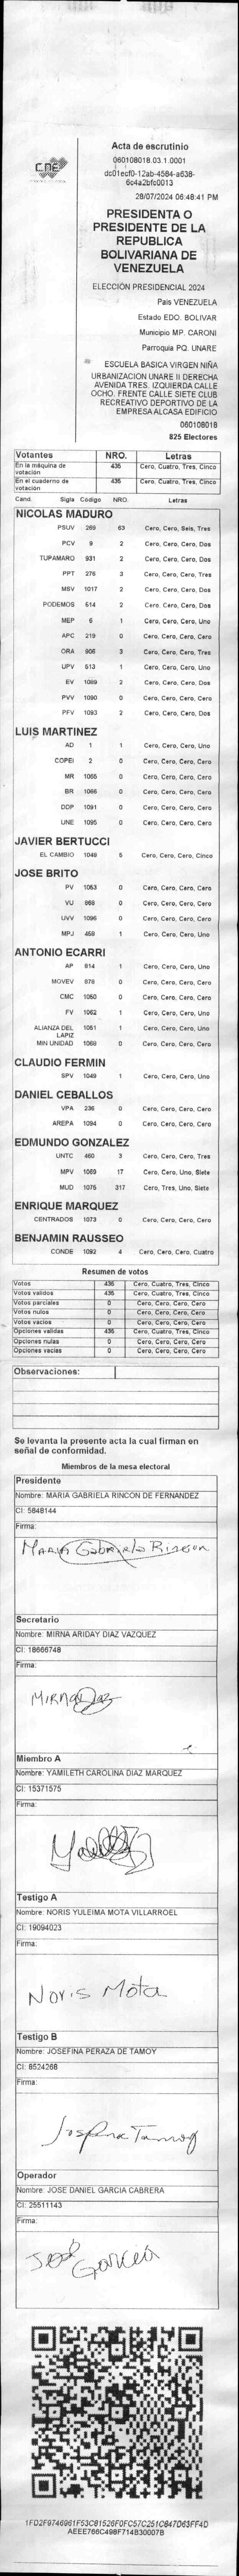 CNE
Acta de escrutinio
060108018.03.1.0001
dc01ecf0-12ab-4584-a638-
6c4a2bfc0013
28/07/2024 06:48:41 PM
PRESIDENTA O
PRESIDENTE DE LA
REPUBLICA
BOLIVARIANA DE
VENEZUELA
ELECCIÓN PRESIDENCIAL 2024
Pais VENEZUELA
Estado EDO. BOLIVAR
Municipio MP. CARONI
Parroquia PQ. UNARE
ESCUELA BASICA VIRGEN NIÑA
URBANIZACION UNARE II DERECHA
AVENIDA TRES. IZQUIERDA CALLE
OCHO. FRENTE CALLE SIETE CLUB
RECREATIVO DEPORTIVO DE LA
EMPRESA ALCASA EDIFICIO
060108018
825 Electores
Votantes NRO. Letras
En la máquina de votación 435 Cero, Cuatro, Tres, Cinco
En el cuaderno de votación 435 Cero, Cuatro, Tres, Cinco
Cand. Sigla Código NRO. Letras
NICOLAS MADURO
PSUV 269 63 Cero, Cero, Seis, Tres
PCV 9 2 Cero, Cero, Cero, Dos
TUPAMARO 931 2 Cero, Cero, Cero, Dos
PPT 276 3 Cero, Cero, Cero, Tres
MSV 1017 2 Cero, Cero, Cero, Dos
PODEMOS 514 2 Cero, Cero, Cero, Dos
MEP 6 1 Cero, Cero, Cero, Uno
APC 219 0 Cero, Cero, Cero, Cero
ORA 906 3 Cero, Cero, Cero, Tres
UPV 513 1 Cero, Cero, Cero, Uno
EV 1089 2 Cero, Cero, Cero, Dos
PVV 1090 0 Cero, Cero, Cero, Cero
PFV 1093 2 Cero, Cero, Cero, Dos
LUIS MARTINEZ
AD 1 1 Cero, Cero, Cero, Uno
COPEI 2 0 Cero, Cero, Cero, Cero
MR 1055 0 Cero, Cero, Cero, Cero
BR 1066 0 Cero, Cero, Cero, Cero
DDP 1091 0 Cero, Cero, Cero, Cero
UNE 1095 0 Cero, Cero, Cero, Cero
JAVIER BERTUCCI
EL CAMBIO 1048 5 Cero, Cero, Cero, Cinco
JOSE BRITO
PV 1053 0 Cero, Cero, Cero, Cero
VU 868 0 Cero, Cero, Cero, Cero
UVV 1096 0 Cero, Cero, Cero, Cero
MPJ 459 1 Cero, Cero, Cero, Uno
ANTONIO ECARRI
AP 814 1 Cero, Cero, Cero, Uno
MOVEV 878 0 Cero, Cero, Cero, Cero
CMC 1050 0 Cero, Cero, Cero, Cero
FV 1062 1 Cero, Cero, Cero, Uno
ALIANZA DEL LAPIZ 1051 1 Cero, Cero, Cero, Uno
MIN UNIDAD 1068 0 Cero, Cero, Cero, Cero
CLAUDIO FERMIN
SPV 1049 1 Cero, Cero, Cero, Uno
DANIEL CEBALLOS
VPA 236 0 Cero, Cero, Cero, Cero
AREPA 1094 0 Cero, Cero, Cero, Cero
EDMUNDO GONZALEZ
UNTC 460 3 Cero, Cero, Cero, Tres
MPV 1069 17 Cero, Cero, Uno, Siete
MUD 1075 317 Cero, Tres, Uno, Siete
ENRIQUE MARQUEZ
CENTRADOS 1073 0 Cero, Cero, Cero, Cero
BENJAMIN RAUSSEO
CONDE 1092 4 Cero, Cero, Cero, Cuatro
Resumen de votos
Votos 435 Cero, Cuatro, Tres, Cinco
Votos validos 435 Cero, Cuatro, Tres, Cinco
Votos parciales 0 Cero, Cero, Cero, Cero
Votos nulos 0 Cero, Cero, Cero, Cero
Votos vacios 0 Cero, Cero, Cero, Cero
Opciones validas 435 Cero, Cuatro, Tres, Cinco
Opciones nulas 0 Cero, Cero, Cero, Cero
Opciones vacias 0 Cero, Cero, Cero, Cero
Observaciones:
Se levanta la presente acta la cual firman en
señal de conformidad.
Miembros de la mesa electoral
Presidente
Nombre: MARIA GABRIELA RINCON DE FERNANDEZ
CI: 5848144
Firma:
MARIA Gabriela Rincon
Secretario
Nombre: MIRNA ARIDAY DIAZ VAZQUEZ
CI: 18666748
Firma:
MIRNA Diaz
Miembro A
Nombre: YAMILETH CAROLINA DIAZ MARQUEZ
CI: 15371575
Firma:
Testigo A
Nombre: NORIS YULEIMA MOTA VILLARROEL
CI: 19094023
Firma:
Noris Mota
Testigo B
Nombre: JOSEFINA PERAZA DE TAMOY
CI: 8524268
Firma:
Josefina Tamoy
Operador
Nombre: JOSE DANIEL GARCIA CABRERA
CI: 25511143
Firma:
José García
1FD2F9746961F53C81526F0FC57C251C847D63FF4D
AEEE766C498F714B30007B